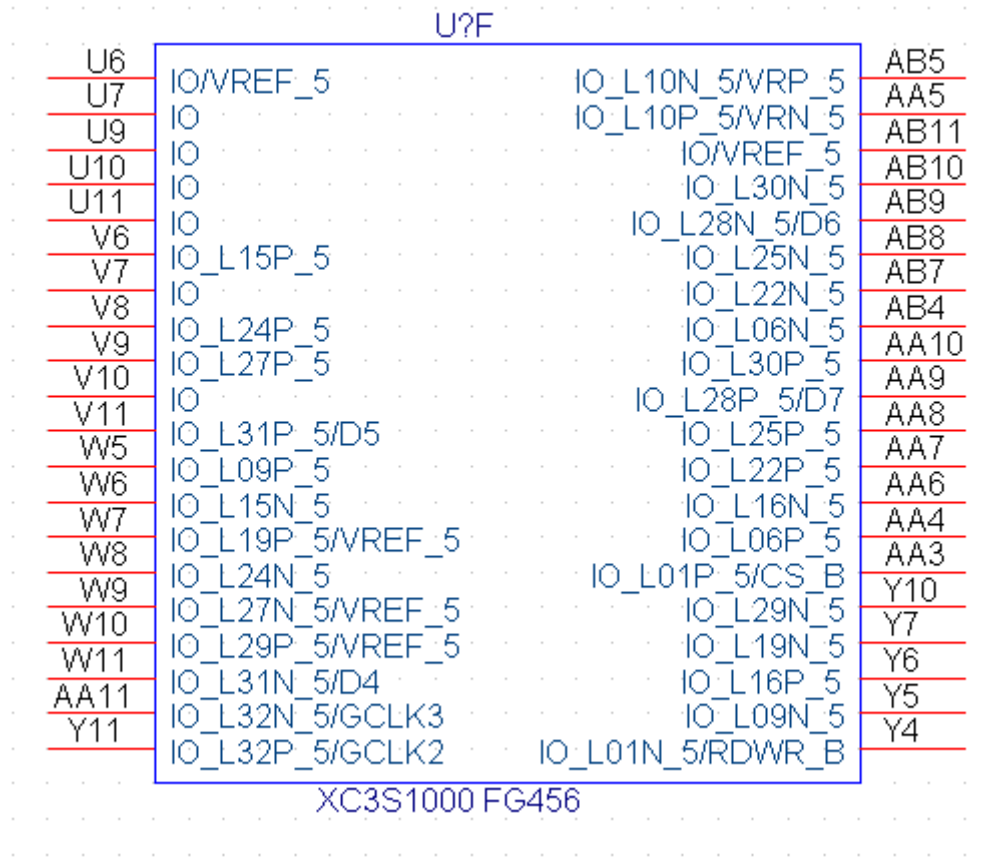 U?F
U6 IO/VREF_5 IO_L10N_5/VRP_5 AB5
U7 IO IO_L10P_5/VRN_5 AA5
U9 IO IO/VREF_5 AB11
U10 IO IO_L30N_5 AB10
U11 IO IO_L28N_5/D6 AB9
V6 IO_L15P_5 IO_L25N_5 AB8
V7 IO IO_L22N_5 AB7
V8 IO_L24P_5 IO_L06N_5 AB4
V9 IO_L27P_5 IO_L30P_5 AA10
V10 IO IO_L28P_5/D7 AA9
V11 IO_L31P_5/D5 IO_L25P_5 AA8
W5 IO_L09P_5 IO_L22P_5 AA7
W6 IO_L15N_5 IO_L16N_5 AA6
W7 IO_L19P_5/VREF_5 IO_L06P_5 AA4
W8 IO_L24N_5 IO_L01P_5/CS_B AA3
W9 IO_L27N_5/VREF_5 IO_L29N_5 Y10
W10 IO_L29P_5/VREF_5 IO_L19N_5 Y7
W11 IO_L31N_5/D4 IO_L16P_5 Y6
AA11 IO_L32N_5/GCLK3 IO_L09N_5 Y5
Y11 IO_L32P_5/GCLK2 IO_L01N_5/RDWR_B Y4
XC3S1000 FG456